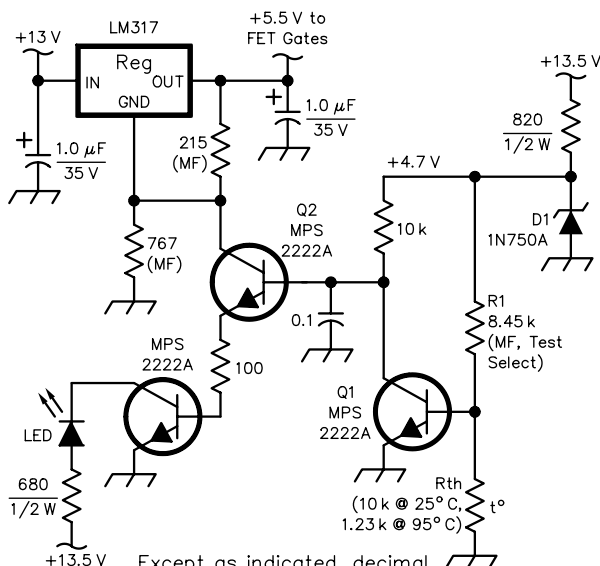 LM317
+13 V
+5.5 V to
FET Gates
Reg
IN
OUT
GND
+
1.0 µF
35 V
215
(MF)
+
1.0 µF
35 V
+13.5 V
820
1/2 W
+4.7 V
D1
1N750A
Q2
MPS
2222A
10 k
767
(MF)
0.1
R1
8.45 k
(MF, Test
Select)
MPS
2222A
100
Q1
MPS
2222A
LED
680
1/2 W
+13.5 V
Rth
(10 k @ 25° C,
1.23 k @ 95° C)
t°
Except as indicated, decimal